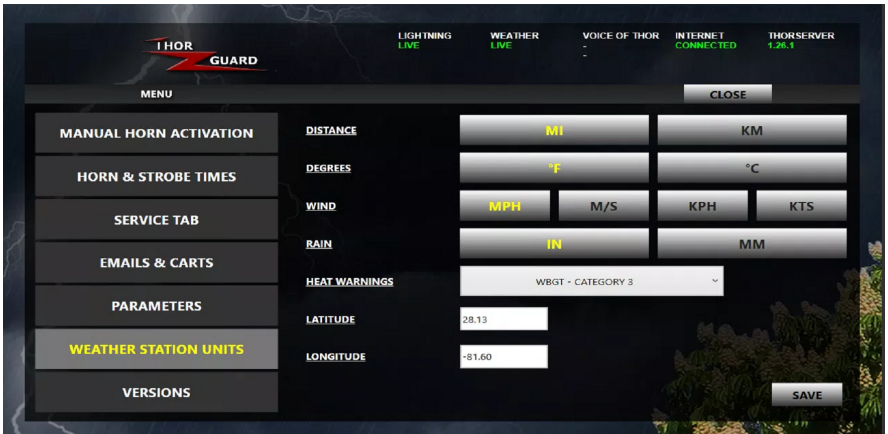 THOR
GUARD
LIGHTNING
LIVE
WEATHER
LIVE
VOICE OF THOR
-
-
INTERNET
CONNECTED
THORSERVER
1.26.1
MENU
CLOSE
MANUAL HORN ACTIVATION
HORN & STROBE TIMES
SERVICE TAB
EMAILS & CARTS
PARAMETERS
WEATHER STATION UNITS
VERSIONS
DISTANCE MI KM
DEGREES °F °C
WIND MPH M/S KPH KTS
RAIN IN MM
HEAT WARNINGS WBGT - CATEGORY 3
LATITUDE 28.13
LONGITUDE -81.60
SAVE